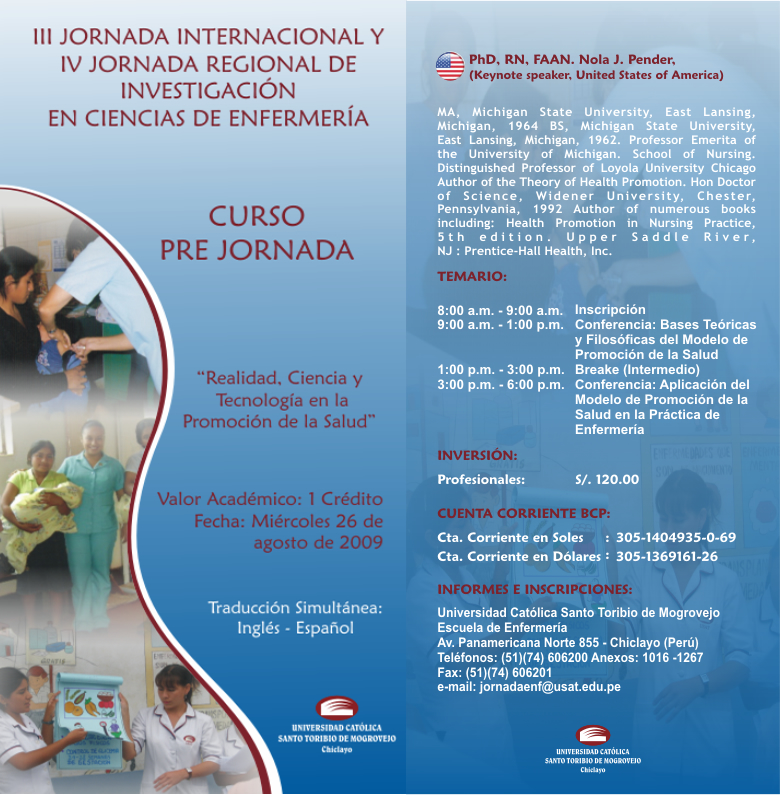 III JORNADA INTERNACIONAL Y
IV JORNADA REGIONAL DE
INVESTIGACIÓN
EN CIENCIAS DE ENFERMERÍA
CURSO
PRE JORNADA
“Realidad, Ciencia y
Tecnología en la
Promoción de la Salud”
Valor Académico: 1 Crédito
Fecha: Miércoles 26 de
agosto de 2009
Traducción Simultánea:
Inglés - Español
UNIVERSIDAD CATÓLICA
SANTO TORIBIO DE MOGROVEJO
Chiclayo
PhD, RN, FAAN. Nola J. Pender,
(Keynote speaker, United States of America)
MA, Michigan State University, East Lansing,
Michigan, 1964 BS, Michigan State University,
East Lansing, Michigan, 1962. Professor Emerita of
the University of Michigan. School of Nursing.
Distinguished Professor of Loyola University Chicago
Author of the Theory of Health Promotion. Hon Doctor
of Science, Widener University, Chester,
Pennsylvania, 1992 Author of numerous books
including: Health Promotion in Nursing Practice,
5th edition. Upper Saddle River,
NJ : Prentice-Hall Health, Inc.
TEMARIO:
8:00 a.m. - 9:00 a.m. Inscripción
9:00 a.m. - 1:00 p.m. Conferencia: Bases Teóricas
y Filosóficas del Modelo de
Promoción de la Salud
1:00 p.m. - 3:00 p.m. Breake (Intermedio)
3:00 p.m. - 6:00 p.m. Conferencia: Aplicación del
Modelo de Promoción de la
Salud en la Práctica de
Enfermería
INVERSIÓN:
Profesionales: S/. 120.00
CUENTA CORRIENTE BCP:
Cta. Corriente en Soles : 305-1404935-0-69
Cta. Corriente en Dólares : 305-1369161-26
INFORMES E INSCRIPCIONES:
Universidad Católica Santo Toribio de Mogrovejo
Escuela de Enfermería
Av. Panamericana Norte 855 - Chiclayo (Perú)
Teléfonos: (51)(74) 606200 Anexos: 1016 -1267
Fax: (51)(74) 606201
e-mail: jornadaenf@usat.edu.pe
UNIVERSIDAD CATÓLICA
SANTO TORIBIO DE MOGROVEJO
Chiclayo